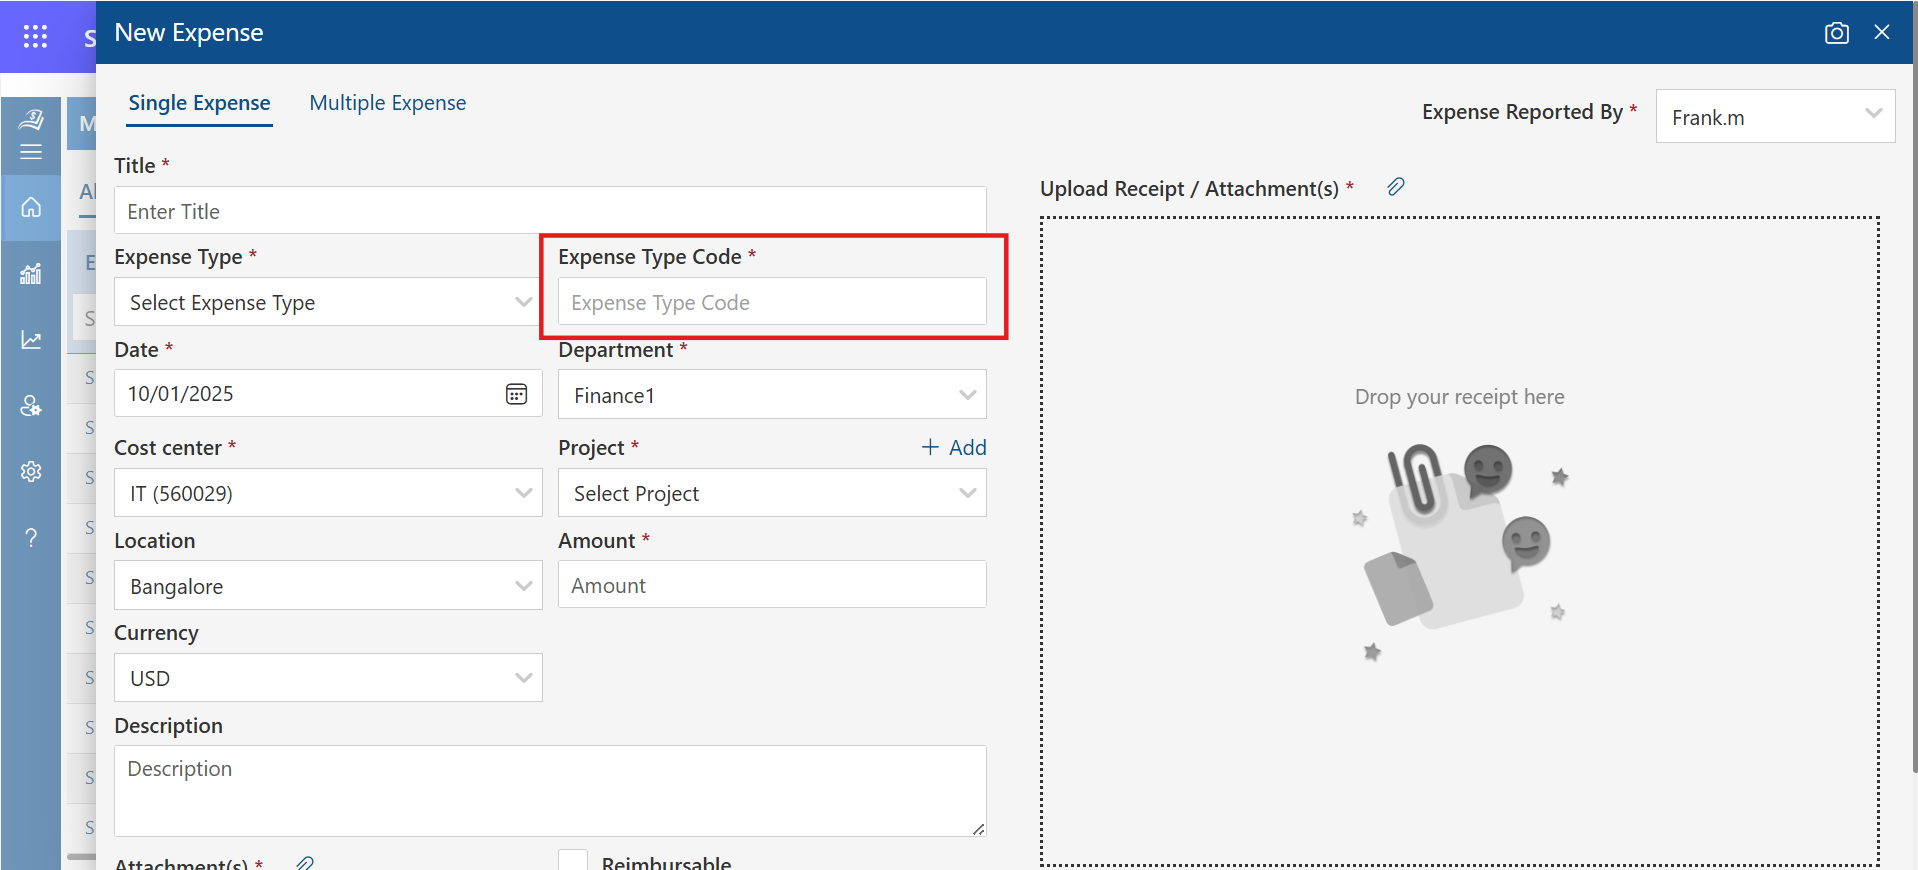 S
New Expense
Single Expense
Multiple Expense
Expense Reported By *
Frank.m
M
Title *
Enter Title
Upload Receipt / Attachment(s) *
Expense Type *
Expense Type Code *
E
Select Expense Type
Expense Type Code
S
Date *
Department *
S
10/01/2025
Finance1
Drop your receipt here
S
Cost center *
Project *
+ Add
S
IT (560029)
Select Project
S
Location
Amount *
S
Bangalore
Amount
S
Currency
S
USD
S
Description
S
Description
S
Attachment(s) *
Reimbursable